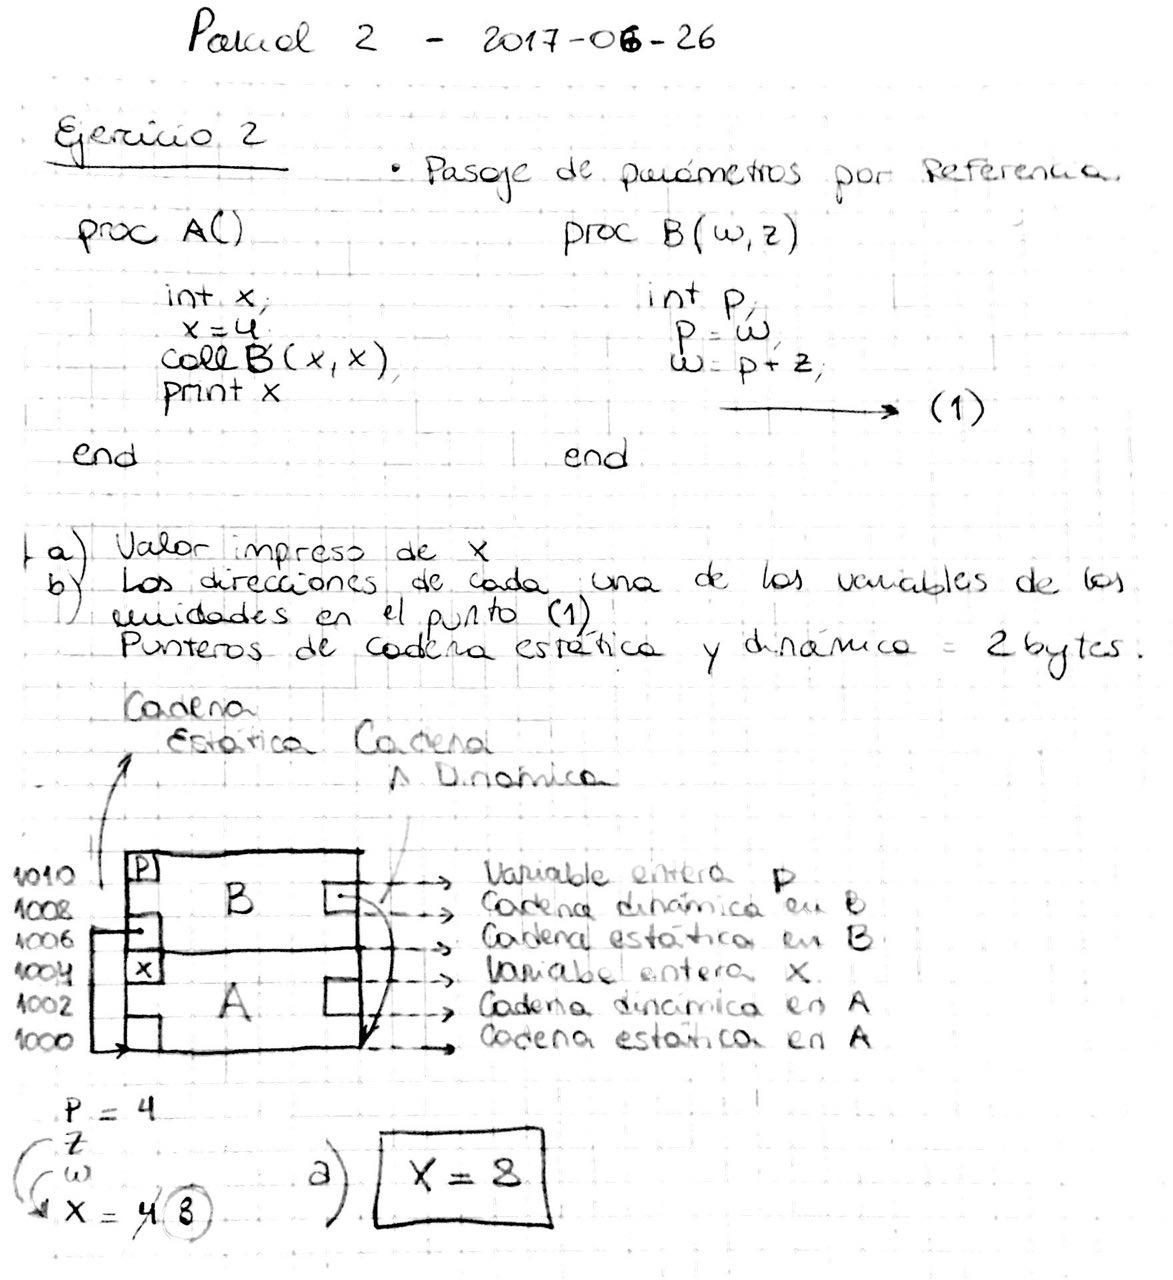 Parcial 2 - 2017-06-26
Ejercicio 2
• Pasaje de parámetros por Referencia.
proc A() proc B(w,z)
int x; int p;
x=4 p=w;
call B(x,x); w=p+z;
print x
(1)
end end
a) Valor impreso de x
b) Las direcciones de cada una de las variables de las
unidades en el punto (1)
Punteros de cadena estática y dinámica = 2 bytes.
Cadena
Estática Cadena
Dinámica
1010 P Variable entera p
1008 B Cadena dinámica en B
1006 Cadena estática en B
1004 x Variabe entera x
1002 A Cadena dinámica en A
1000 Cadena estática en A
P = 4
z
w
x = 4 8
a) X = 8